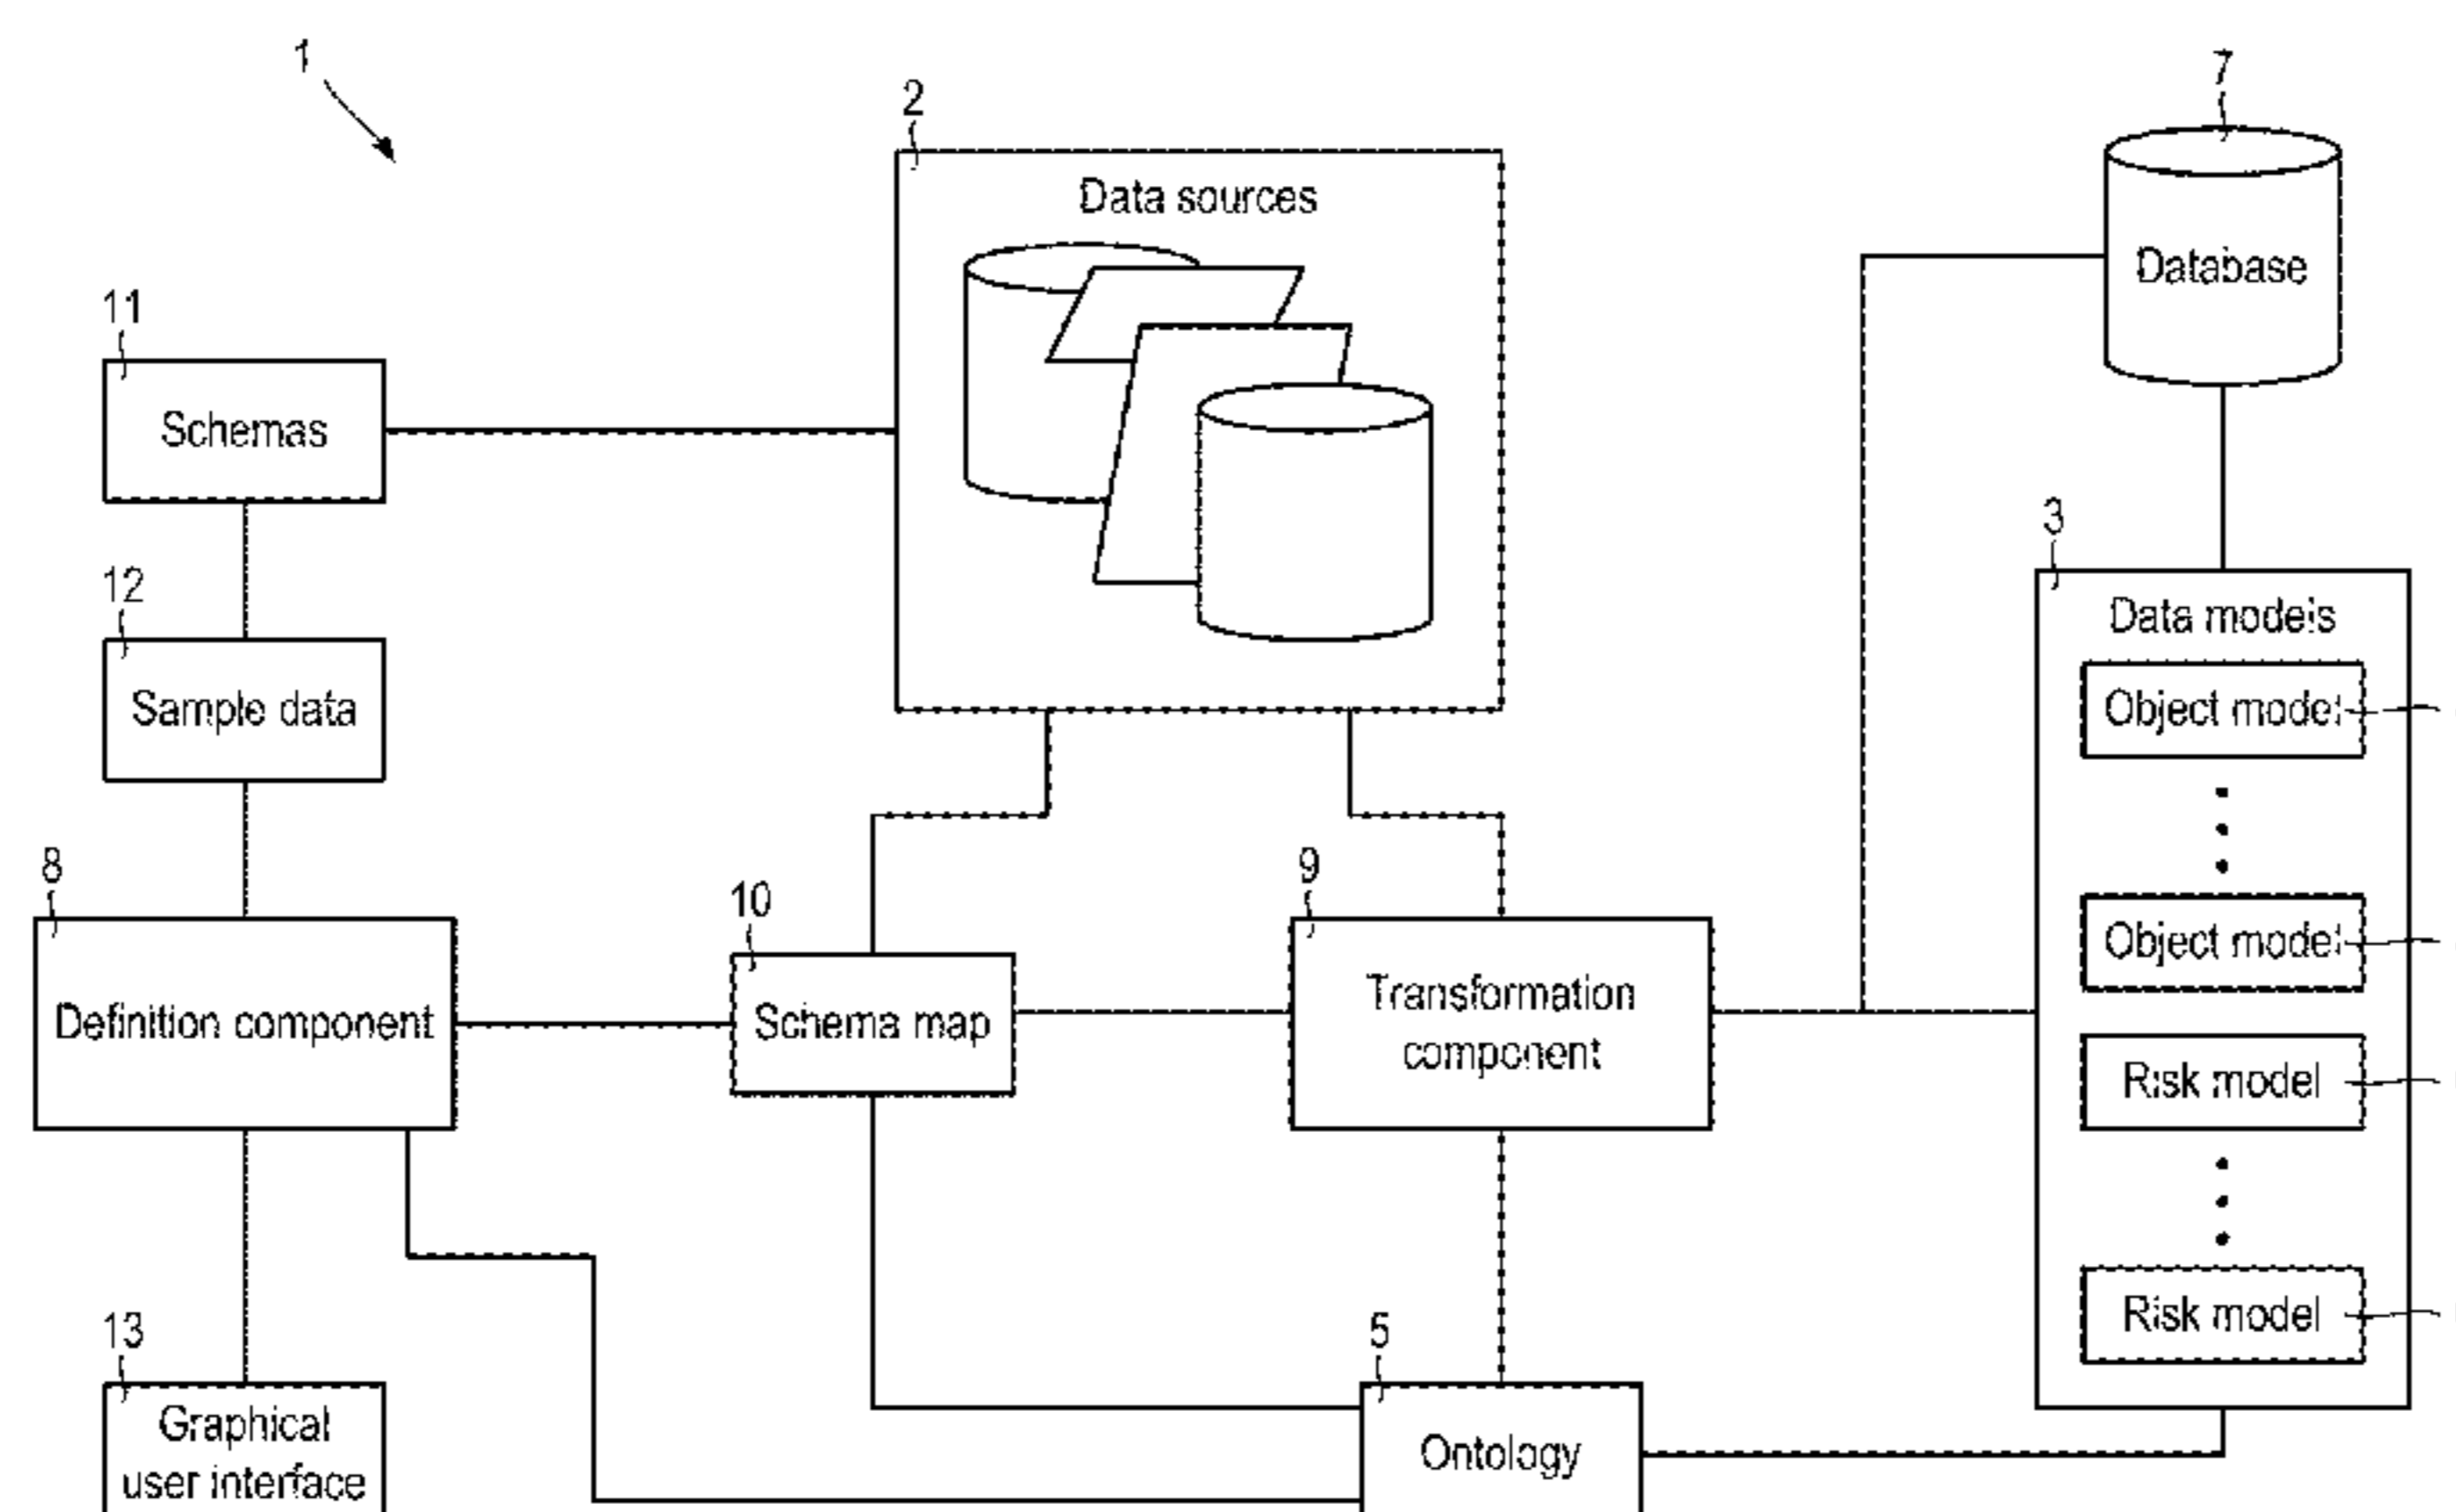 1
2
7
Data sources
Database
11
Schemas
3
12
Data models
Sample data
Object model
8
9
10
Object model
Definition component
Schema map
Transformation
component
Risk model
Risk model
13
5
Graphical
user interface
Ontology